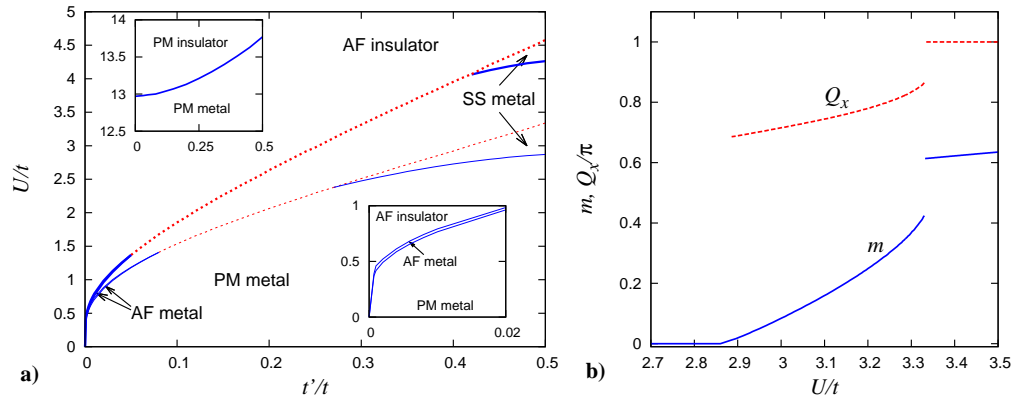 5
4.5
4
3.5
3
2.5
2
1.5
1
0.5
0
U/t
0
0.1
0.2
0.3
0.4
0.5
t'/t
a)
14
13.5
13
12.5
0
0.25
0.5
PM insulator
PM metal
AF insulator
SS metal
AF metal
PM metal
1
0.5
0
0
0.02
AF insulator
AF metal
PM metal
1
0.8
0.6
0.4
0.2
0
m, Qx/π
Qx
m
2.7
2.8
2.9
3
3.1
3.2
3.3
3.4
3.5
U/t
b)